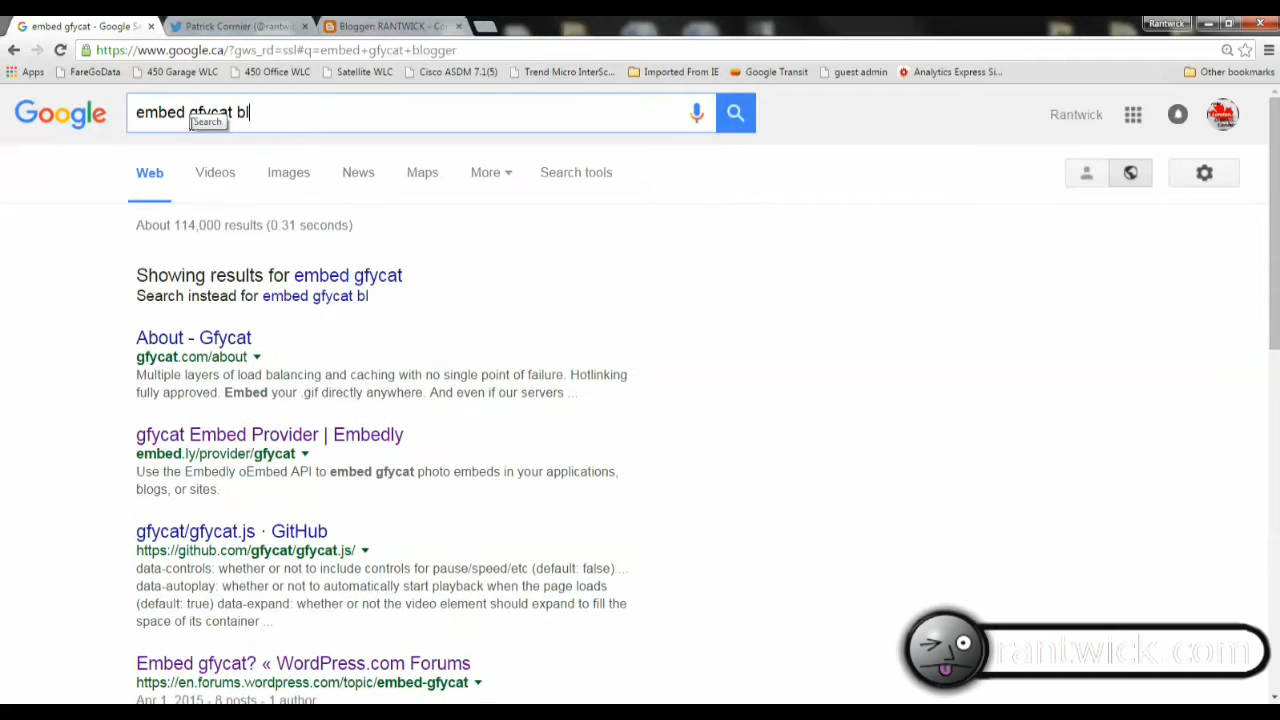 embed gfycat - Google Se
Patrick Cormier (@rantwic
Blogger: RANTWICK - Con
Rantwick
https://www.google.ca/?gws_rd=ssl#q=embed+gfycat+blogger
Apps
FareGoData
450 Garage WLC
450 Office WLC
Satellite WLC
Cisco ASDM 7.1(5)
Trend Micro InterSc...
Imported From IE
Google Transit
guest admin
Analytics Express Si...
Other bookmarks
Google
embed gfycat bl
Search
Rantwick
Web
Videos
Images
News
Maps
More
Search tools
About 114,000 results (0.31 seconds)
Showing results for embed gfycat
Search instead for embed gfycat bl
About - Gfycat
gfycat.com/about
Multiple layers of load balancing and caching with no single point of failure. Hotlinking
fully approved. Embed your .gif directly anywhere. And even if our servers ...
gfycat Embed Provider | Embedly
embed.ly/provider/gfycat
Use the Embedly oEmbed API to embed gfycat photo embeds in your applications,
blogs, or sites.
gfycat/gfycat.js · GitHub
https://github.com/gfycat/gfycat.js/
data-controls: whether or not to include controls for pause/speed/etc (default: false) ...
data-autoplay: whether or not to automatically start playback when the page loads
(default: true) data-expand: whether or not the video element should expand to fill the
space of its container ...
Embed gfycat? « WordPress.com Forums
https://en.forums.wordpress.com/topic/embed-gfycat
Apr 1, 2015 - 8 posts - 1 author
rantwick.com